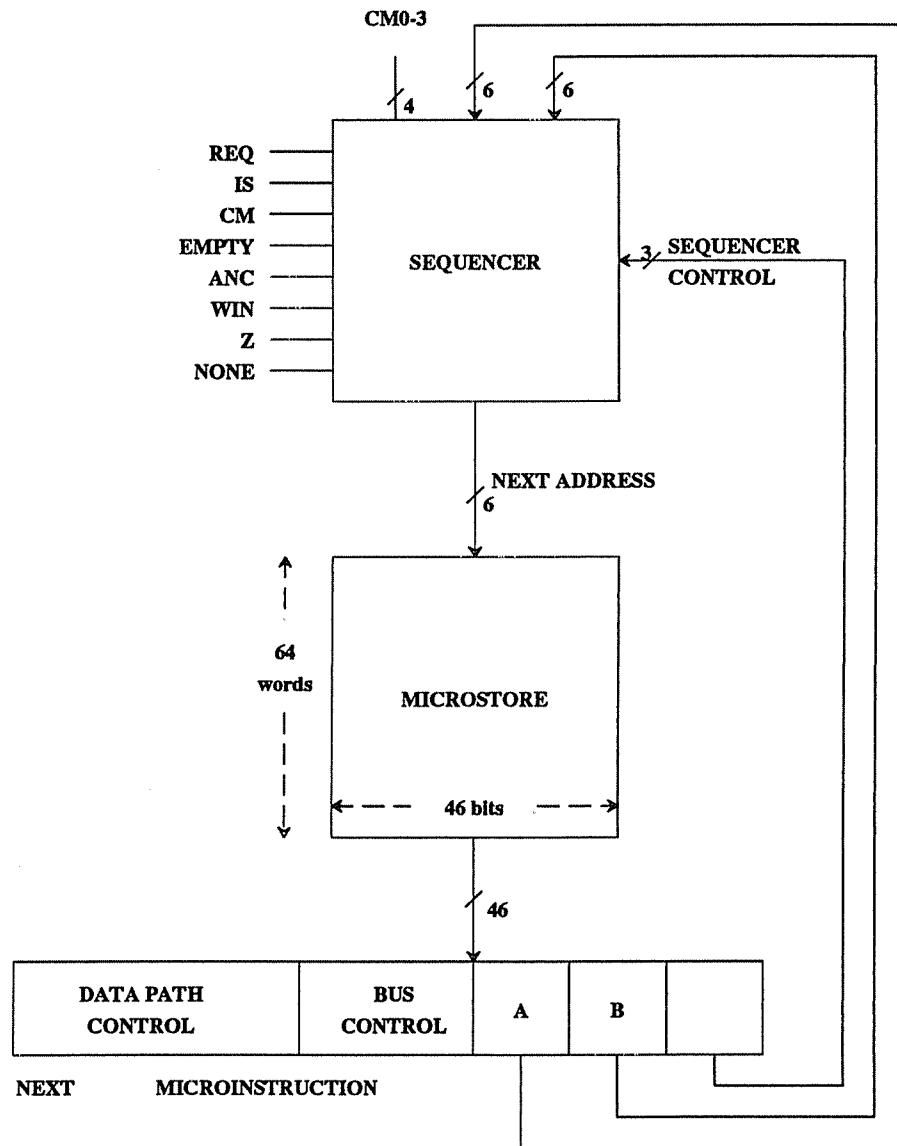 CM0-3
4
6
6
REQ
IS
CM
EMPTY
ANC
WIN
Z
NONE
SEQUENCER
3
SEQUENCER
CONTROL
NEXT ADDRESS
6
64
words
MICROSTORE
46 bits
46
DATA PATH
CONTROL
BUS
CONTROL
A
B
NEXT MICROINSTRUCTION